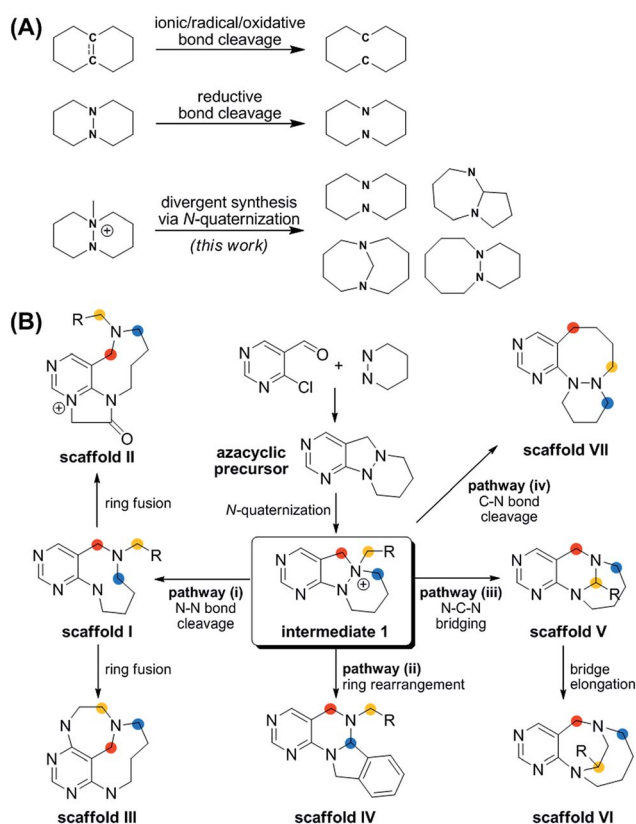 (A)
ionic/radical/oxidative
bond cleavage
C
C
C
C
reductive
bond cleavage
N
N
N
N
divergent synthesis
via N-quaternization
(this work)
N
N
⊕
N
N
N
N
N
N
N
N
(B)
R
N
N
N
N
⊕
O
scaffold II
N
N
O
Cl
+
N
N
azacyclic
precursor
N
N
N
N
N
N
N
N
scaffold VII
ring fusion
N-quaternization
pathway (iv)
C-N bond
cleavage
N
N
N
N
R
scaffold I
pathway (i)
N-N bond
cleavage
N
N
N
N
R
⊕
intermediate 1
pathway (iii)
N-C-N
bridging
N
N
N
N
R
scaffold V
ring fusion
pathway (ii)
ring rearrangement
bridge
elongation
N
N
N
N
N
scaffold III
N
N
N
N
R
scaffold IV
N
N
N
N
R
scaffold VI